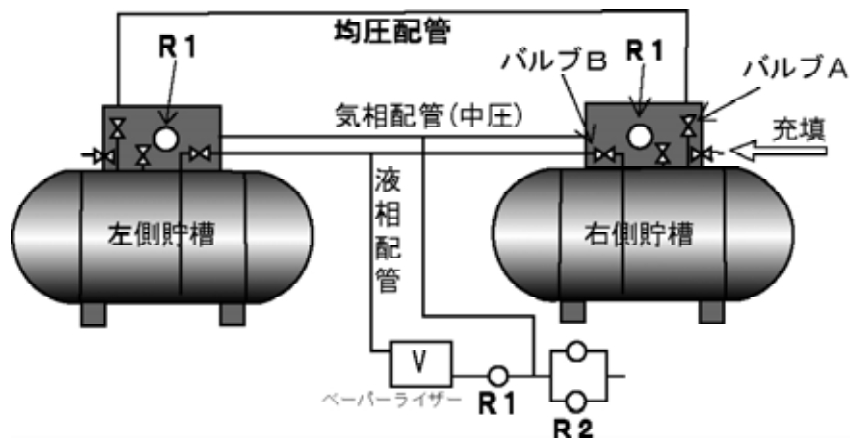 均圧配管
R1
R1
バルブB
バルブA
気相配管(中圧)
充填
液相配管
左側貯槽
右側貯槽
V
ベーパーライザー
R1
R2